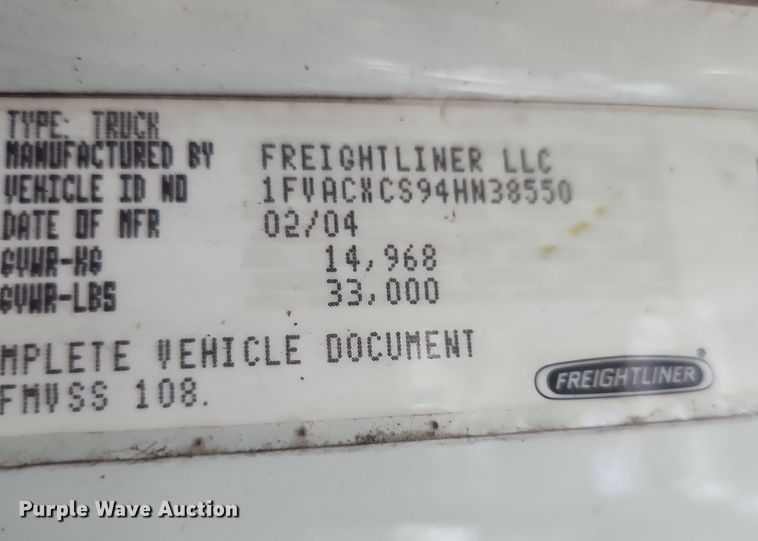 TYPE: TRUCK
MANUFACTURED BY FREIGHTLINER LLC
VEHICLE ID NO 1FVACXCS94HN38550
DATE OF MFR 02/04
GVWR-KG 14,968
GVWR-LBS 33,000
MPLETE VEHICLE DOCUMENT
FMVSS 108.
FREIGHTLINER
Purple Wave Auction